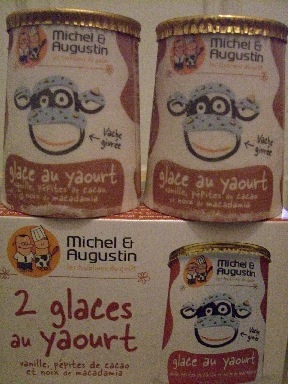 Michel &
Augustin
Vache
givrée
glace au yaourt
vanille, pépites de cacao
et noix de macadamia
Michel &
Augustin
Vache
givrée
glace au yaourt
vanille, pépites de cacao
et noix de macadamia
Michel &
Augustin
les trublions du goût
2 glaces
au yaourt
vanille, pépites de cacao
et noix de macadamia
Michel &
Augustin
Vache
givrée
glace au yaourt